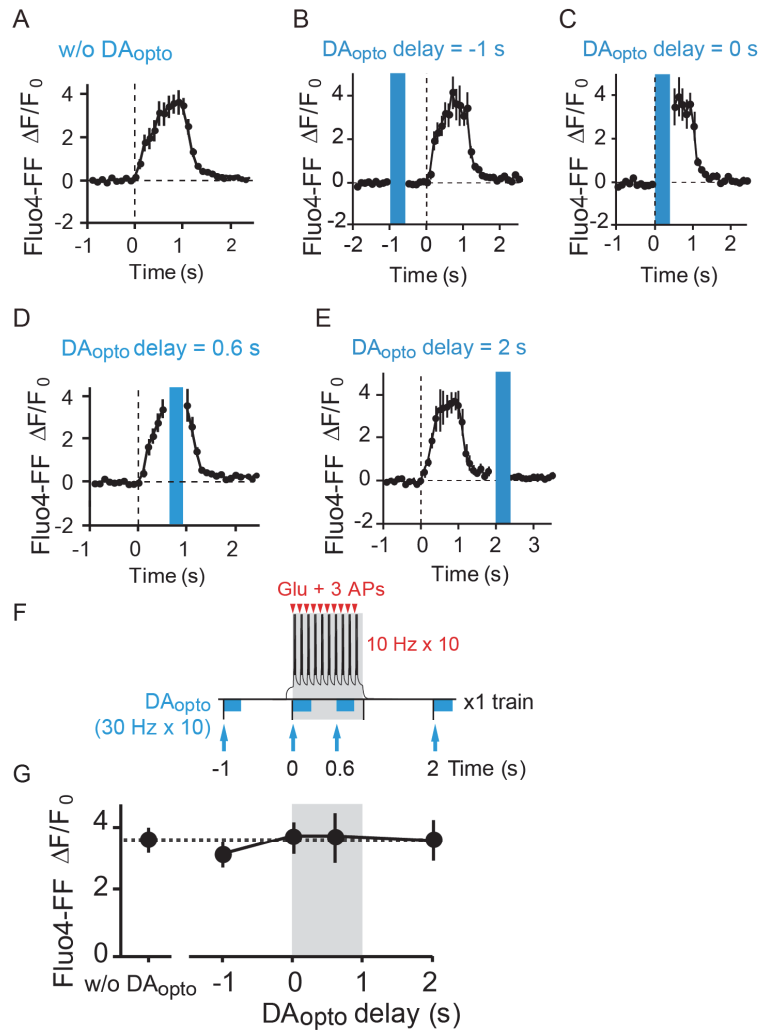 A
w/o DAopto
Fluo4-FF ΔF/F0
4
2
0
-2
-1 0 1 2
Time (s)
B
DAopto delay = -1 s
Fluo4-FF ΔF/F0
4
2
0
-2
-2 -1 0 1 2
Time (s)
C
DAopto delay = 0 s
Fluo4-FF ΔF/F0
4
2
0
-2
-1 0 1 2
Time (s)
D
DAopto delay = 0.6 s
Fluo4-FF ΔF/F0
4
2
0
-2
-1 0 1 2
Time (s)
E
DAopto delay = 2 s
Fluo4-FF ΔF/F0
4
2
0
-2
-1 0 1 2 3
Time (s)
F
Glu + 3 APs
10 Hz x 10
DAopto
(30 Hz x 10)
x1 train
-1 0 0.6 2 Time (s)
G
Fluo4-FF ΔF/F0
4
2
0
w/o DAopto -1 0 1 2
DAopto delay (s)